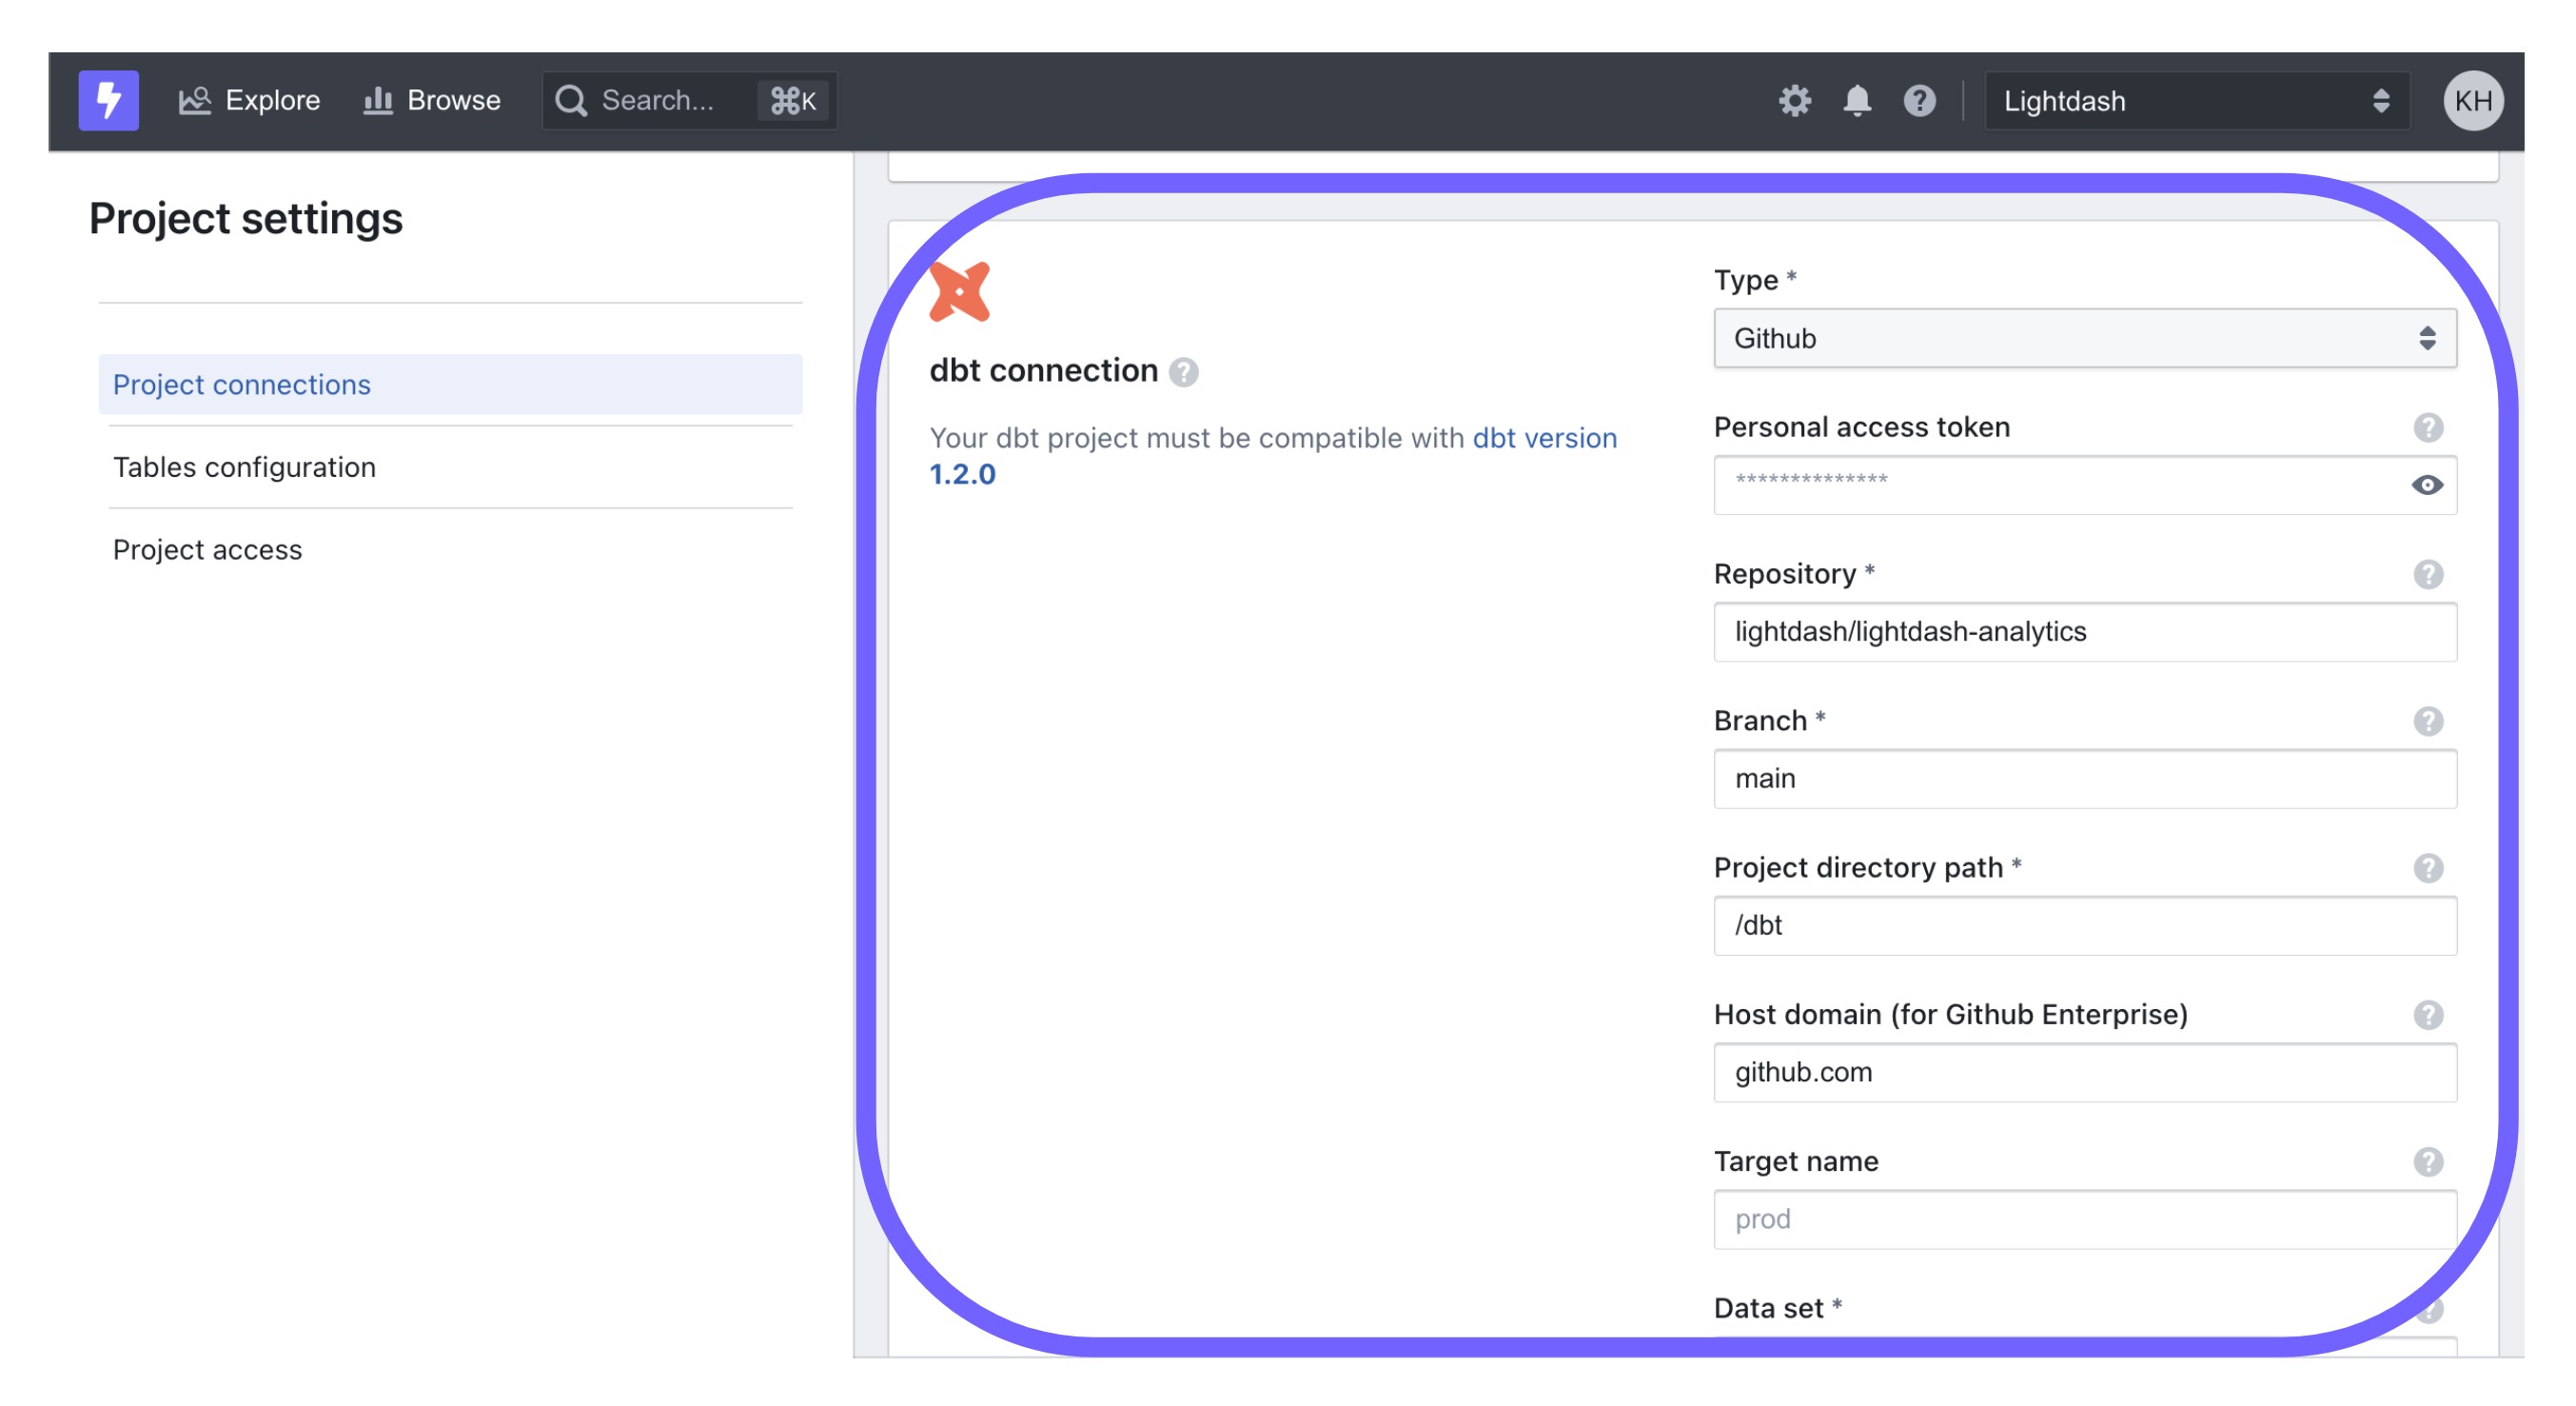 Explore
Browse
Search...
⌘K
Lightdash
KH
Project settings
Project connections
Tables configuration
Project access
dbt connection
Your dbt project must be compatible with dbt version
1.2.0
Type *
Github
Personal access token
**************
Repository *
lightdash/lightdash-analytics
Branch *
main
Project directory path *
/dbt
Host domain (for Github Enterprise)
github.com
Target name
prod
Data set *